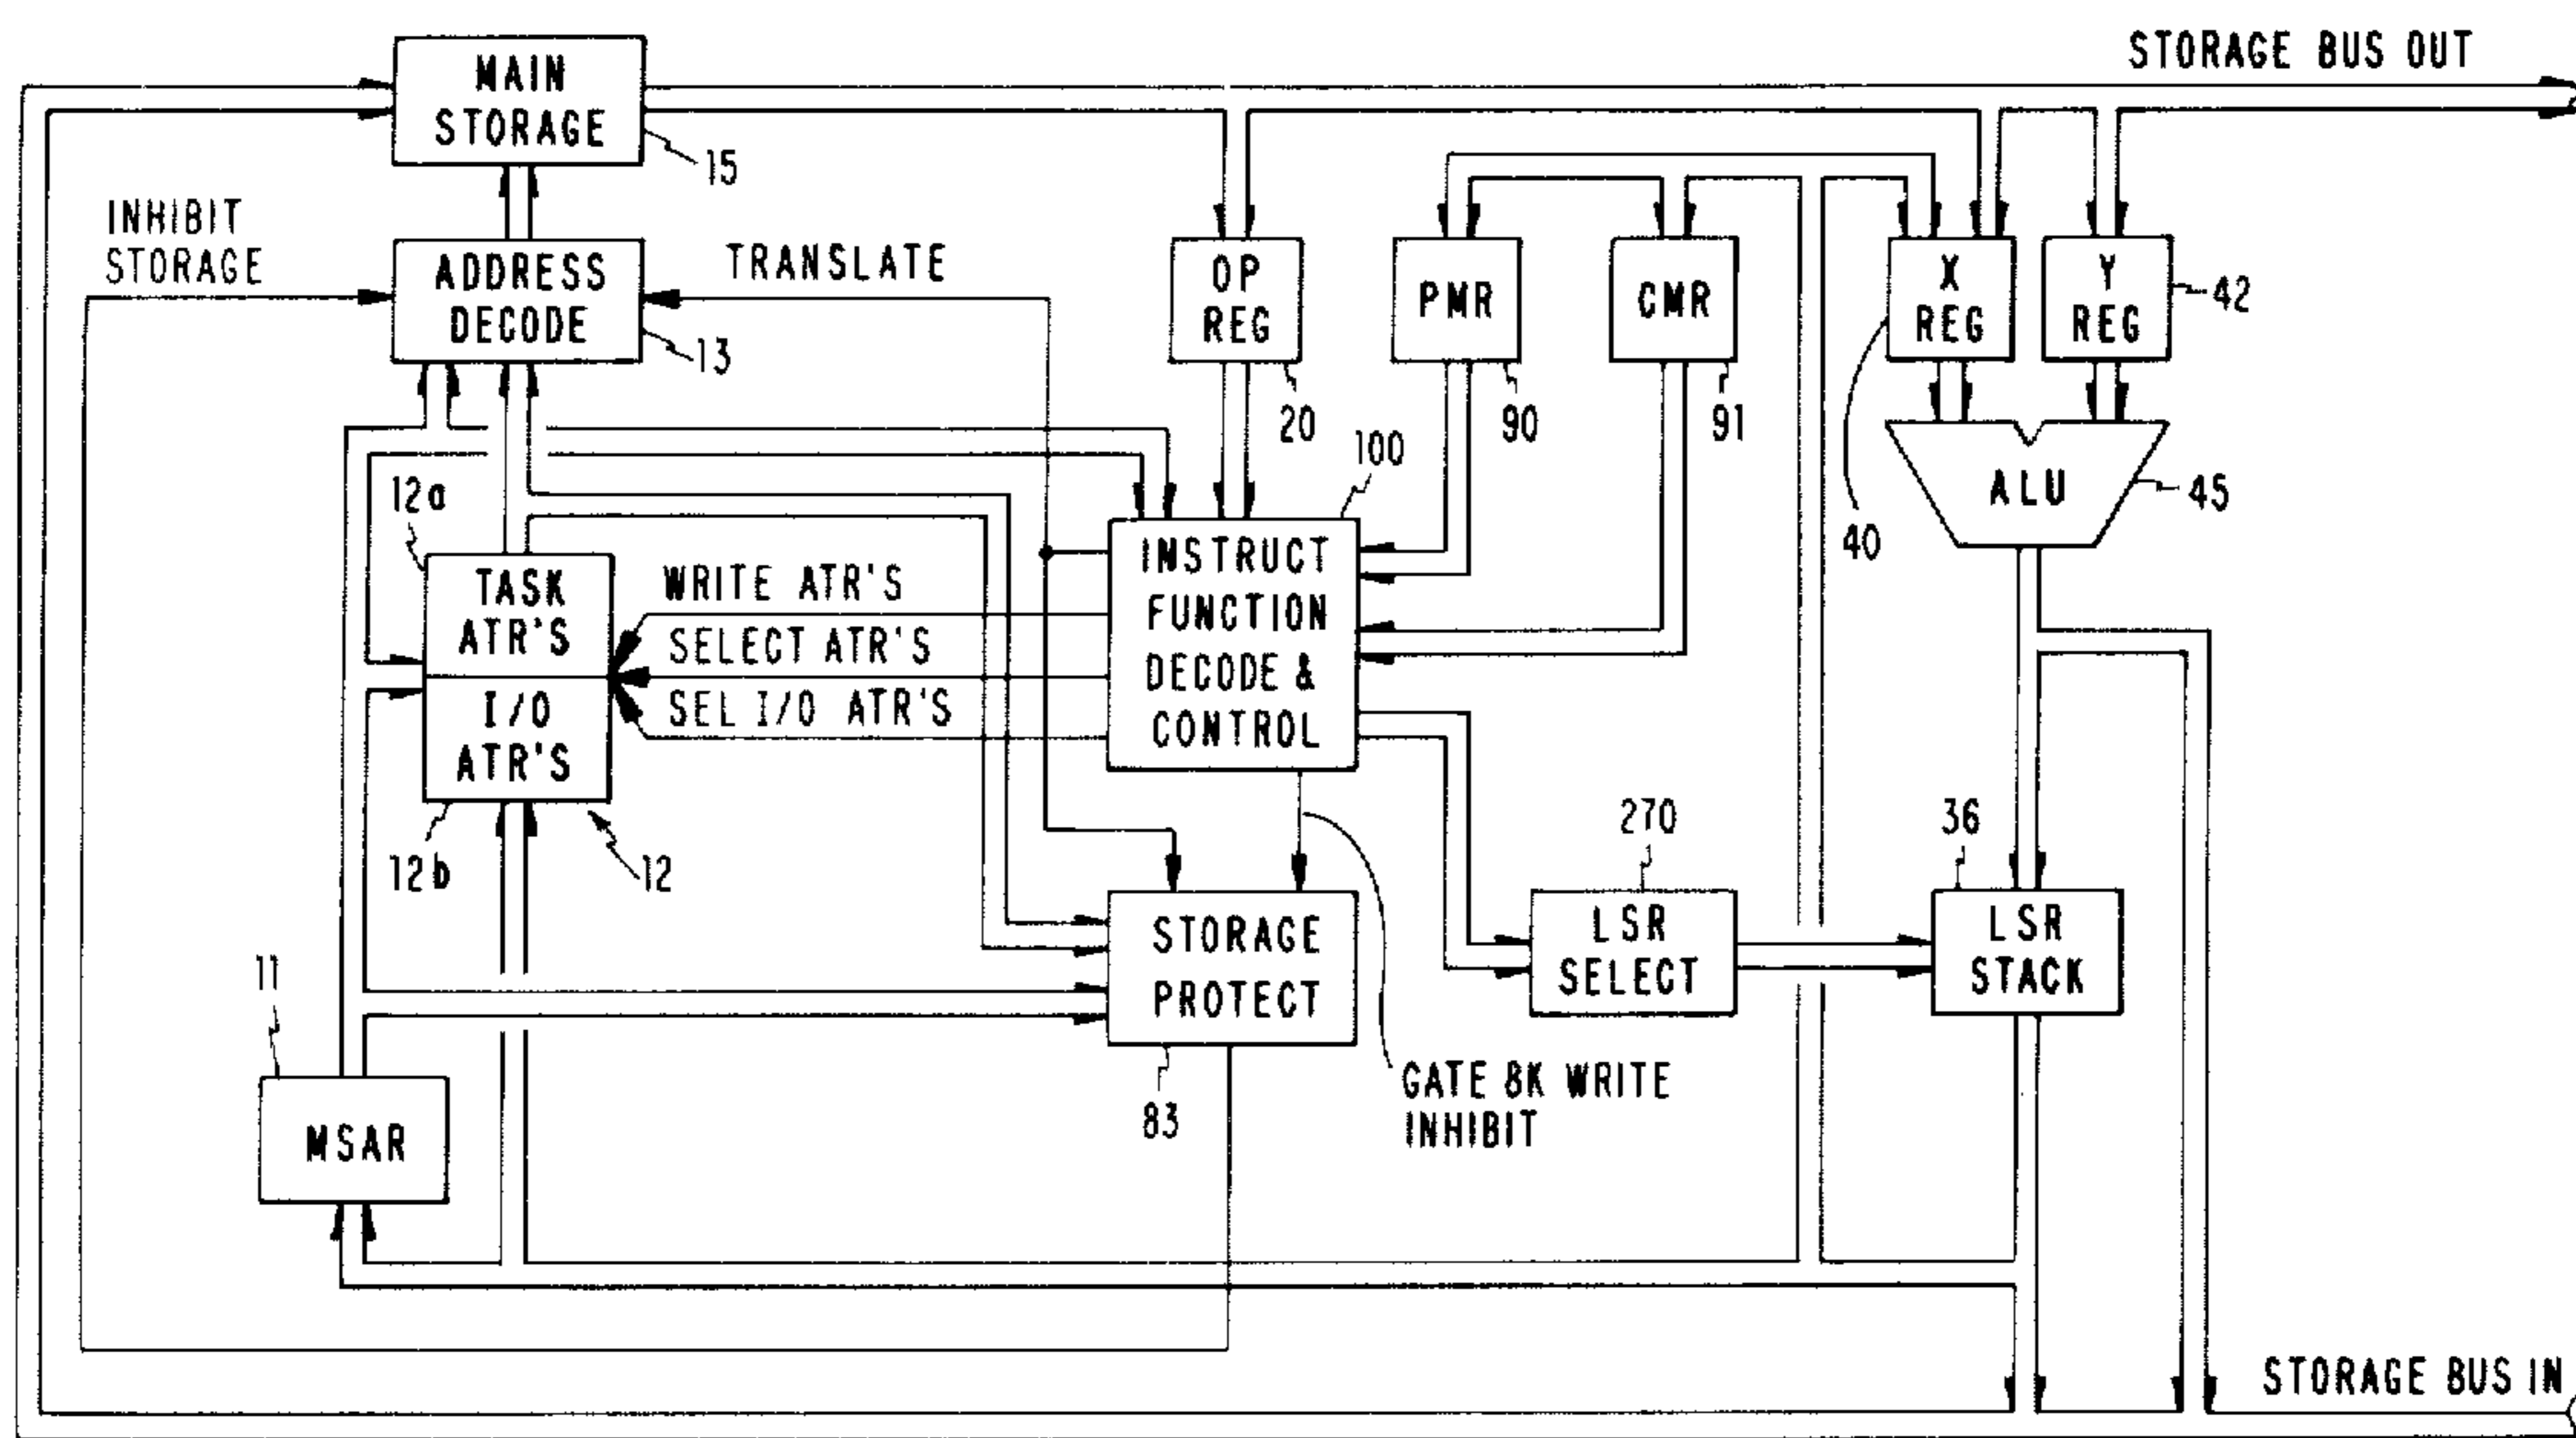 STORAGE BUS OUT
MAIN
STORAGE
15
INHIBIT
STORAGE
ADDRESS
DECODE
13
TRANSLATE
OP
REG
20
PMR
90
CMR
91
X
REG
40
Y
REG
42
ALU
45
100
INSTRUCT
FUNCTION
DECODE &
CONTROL
12a
TASK
ATR'S
I/O
ATR'S
12b
12
WRITE ATR'S
SELECT ATR'S
SEL I/O ATR'S
270
LSR
SELECT
36
LSR
STACK
STORAGE
PROTECT
83
GATE 8K WRITE
INHIBIT
11
MSAR
STORAGE BUS IN